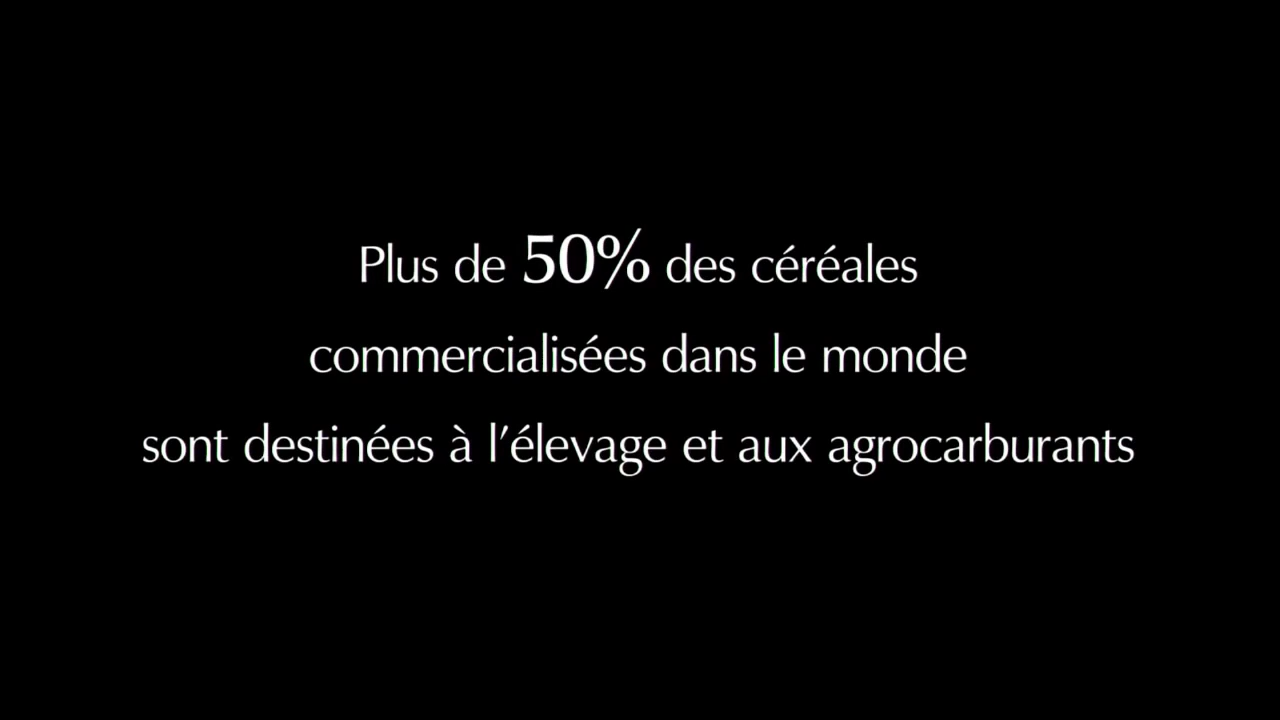 Plus de 50% des céréales
commercialisées dans le monde
sont destinées à l’élevage et aux agrocarburants